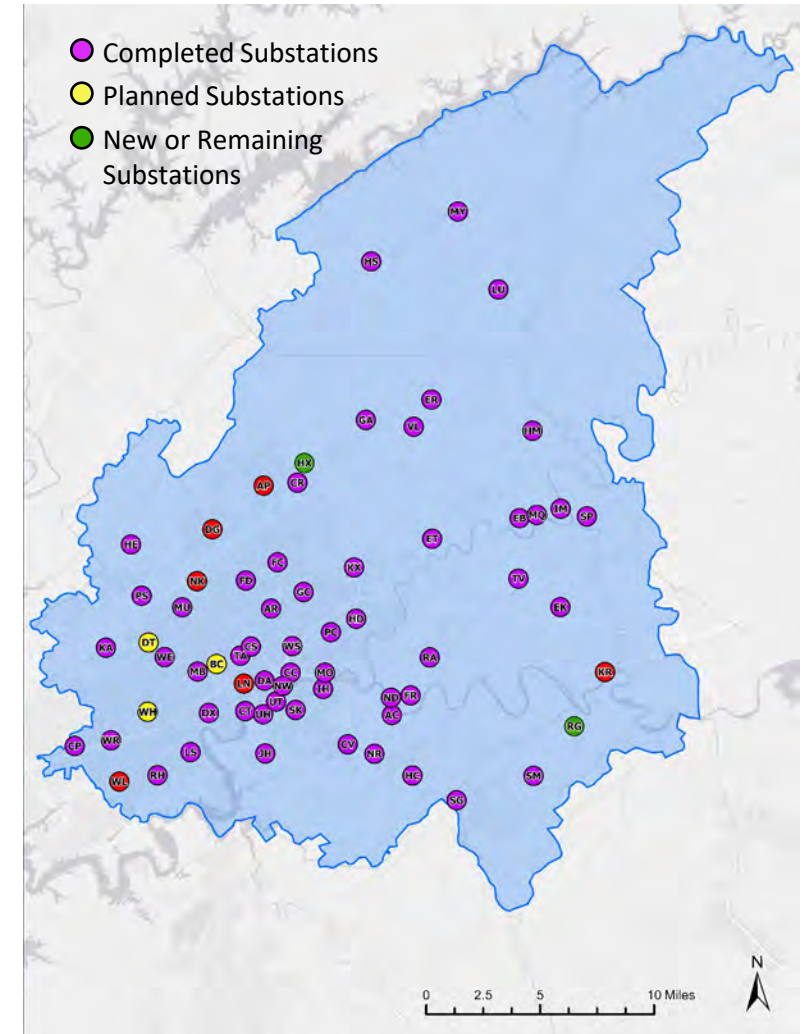 Completed Substations
Planned Substations
New or Remaining
Substations
MY
HS
LU
ER
GA
VL
HM
HX
CR
AP
IM
MQ
SP
EB
DG
ET
HE
FC
KX
TV
NK
FD
GC
PS
MU
AR
EK
HD
PC
DT
CS
WS
KA
TA
WE
RA
BC
MB
CC
MO
KR
DA
LN
NW
IH
ND
FR
UT
WH
DX
CT
UH
SK
AC
RG
WR
CP
CV
LS
JH
NR
RH
HC
SM
WL
SG
N
0 2.5 5 10 Miles